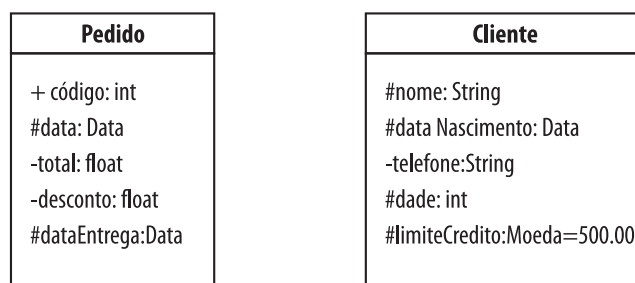 Pedido
+ código: int
#data: Data
-total: float
-desconto: float
#dataEntrega:Data
Cliente
#nome: String
#data Nascimento: Data
-telefone:String
#dade: int
#limiteCredito:Moeda=500.00